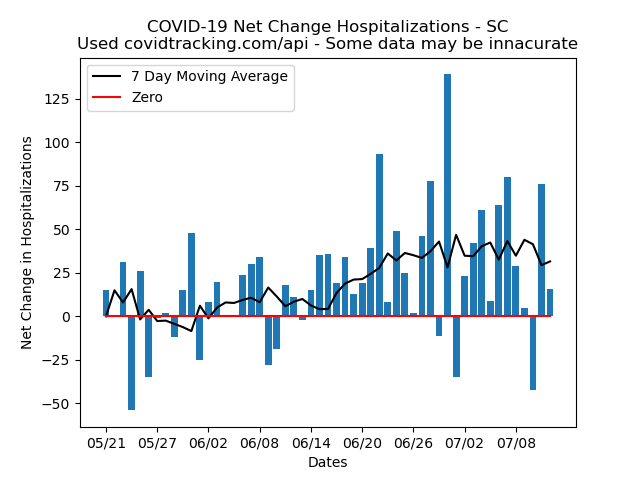 COVID-19 Net Change Hospitalizations - SC
Used covidtracking.com/api - Some data may be innacurate
7 Day Moving Average
Zero
Net Change in Hospitalizations
125
100
75
50
25
0
−25
−50
05/21 05/27 06/02 06/08 06/14 06/20 06/26 07/02 07/08
Dates